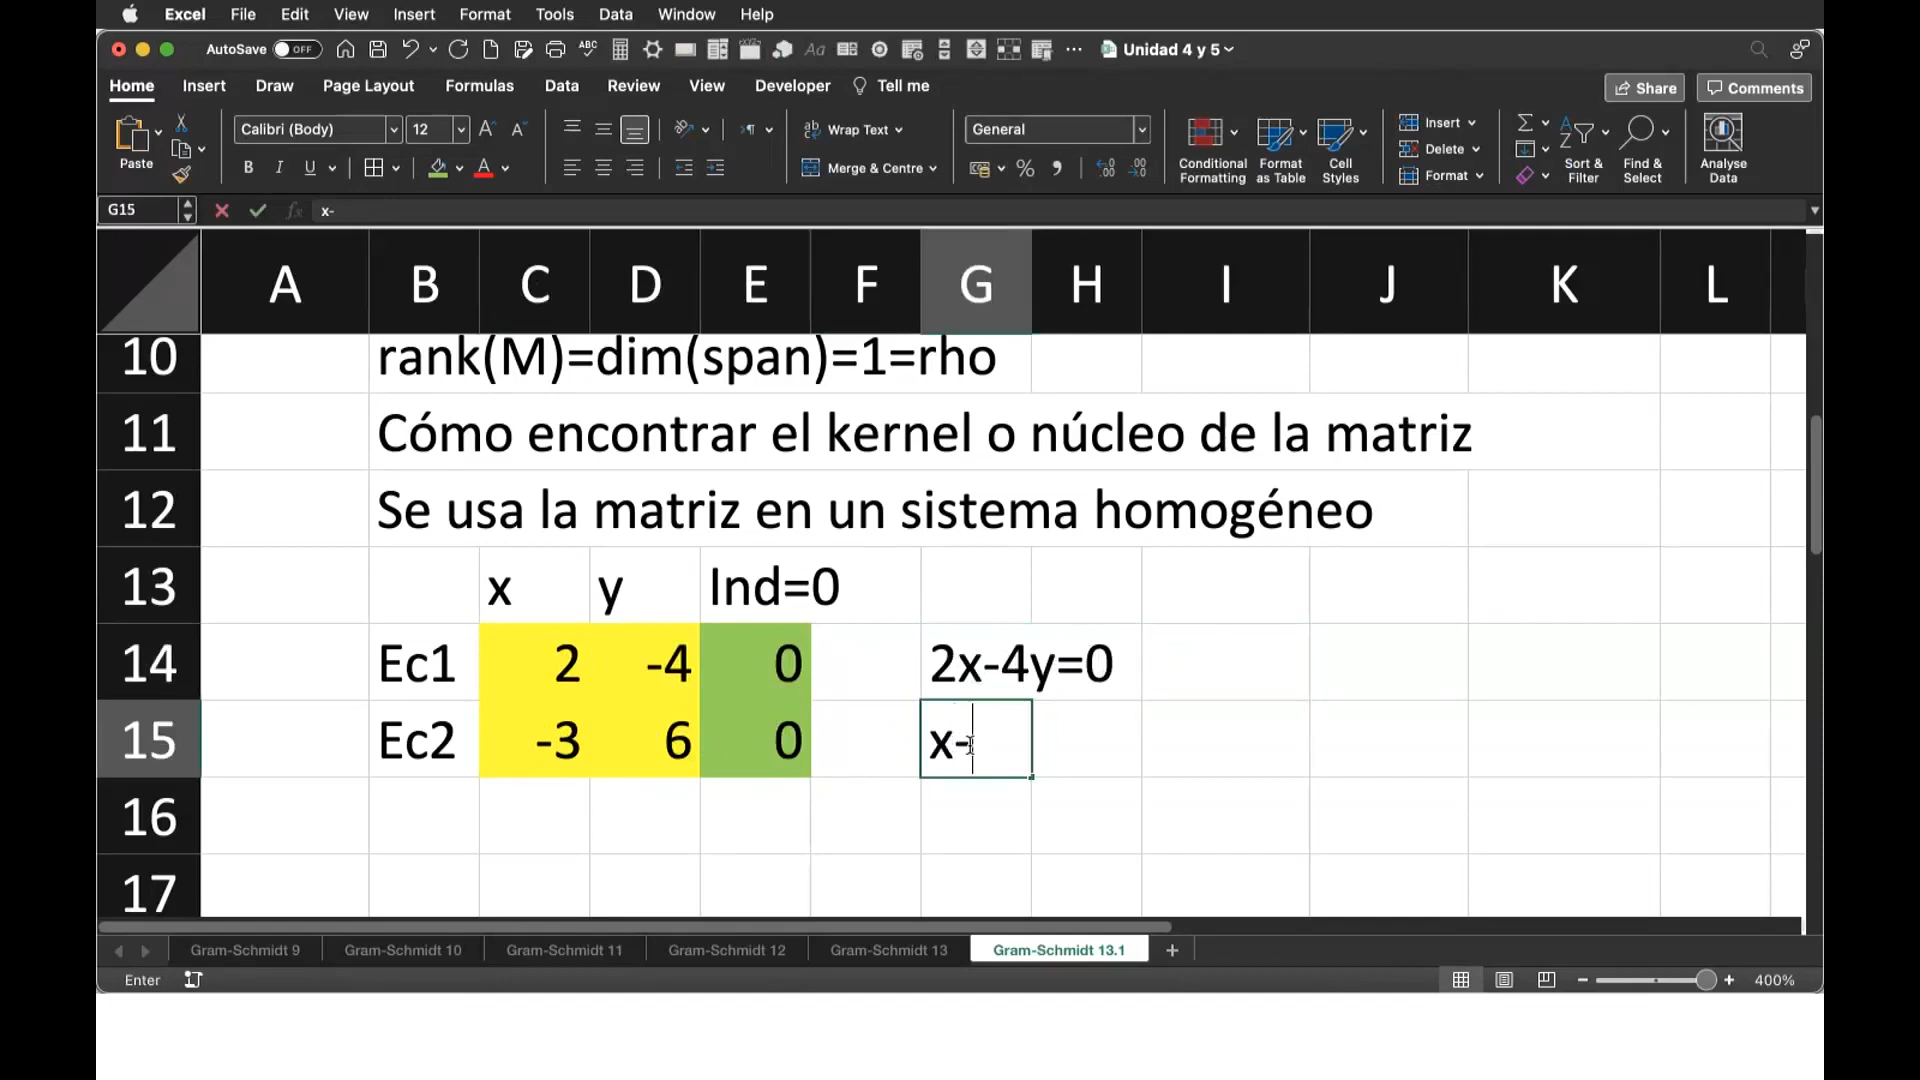 Excel File Edit View Insert Format Tools Data Window Help
AutoSave OFF ABC Aa ... Unidad 4 y 5
Home Insert Draw Page Layout Formulas Data Review View Developer Tell me Share Comments
Paste Calibri (Body) 12 A A ab Wrap Text General Insert Sort & Filter Find & Select Analyse Data
B I U A Merge & Centre % Conditional Formatting Format as Table Cell Styles Delete Format
G15 fx x-
A B C D E F G H I J K L
10 rank(M)=dim(span)=1=rho
11 Cómo encontrar el kernel o núcleo de la matriz
12 Se usa la matriz en un sistema homogéneo
13 x y Ind=0
14 Ec1 2 -4 0 2x-4y=0
15 Ec2 -3 6 0 x-
16
17
Gram-Schmidt 9 Gram-Schmidt 10 Gram-Schmidt 11 Gram-Schmidt 12 Gram-Schmidt 13 Gram-Schmidt 13.1 +
Enter - + 400%